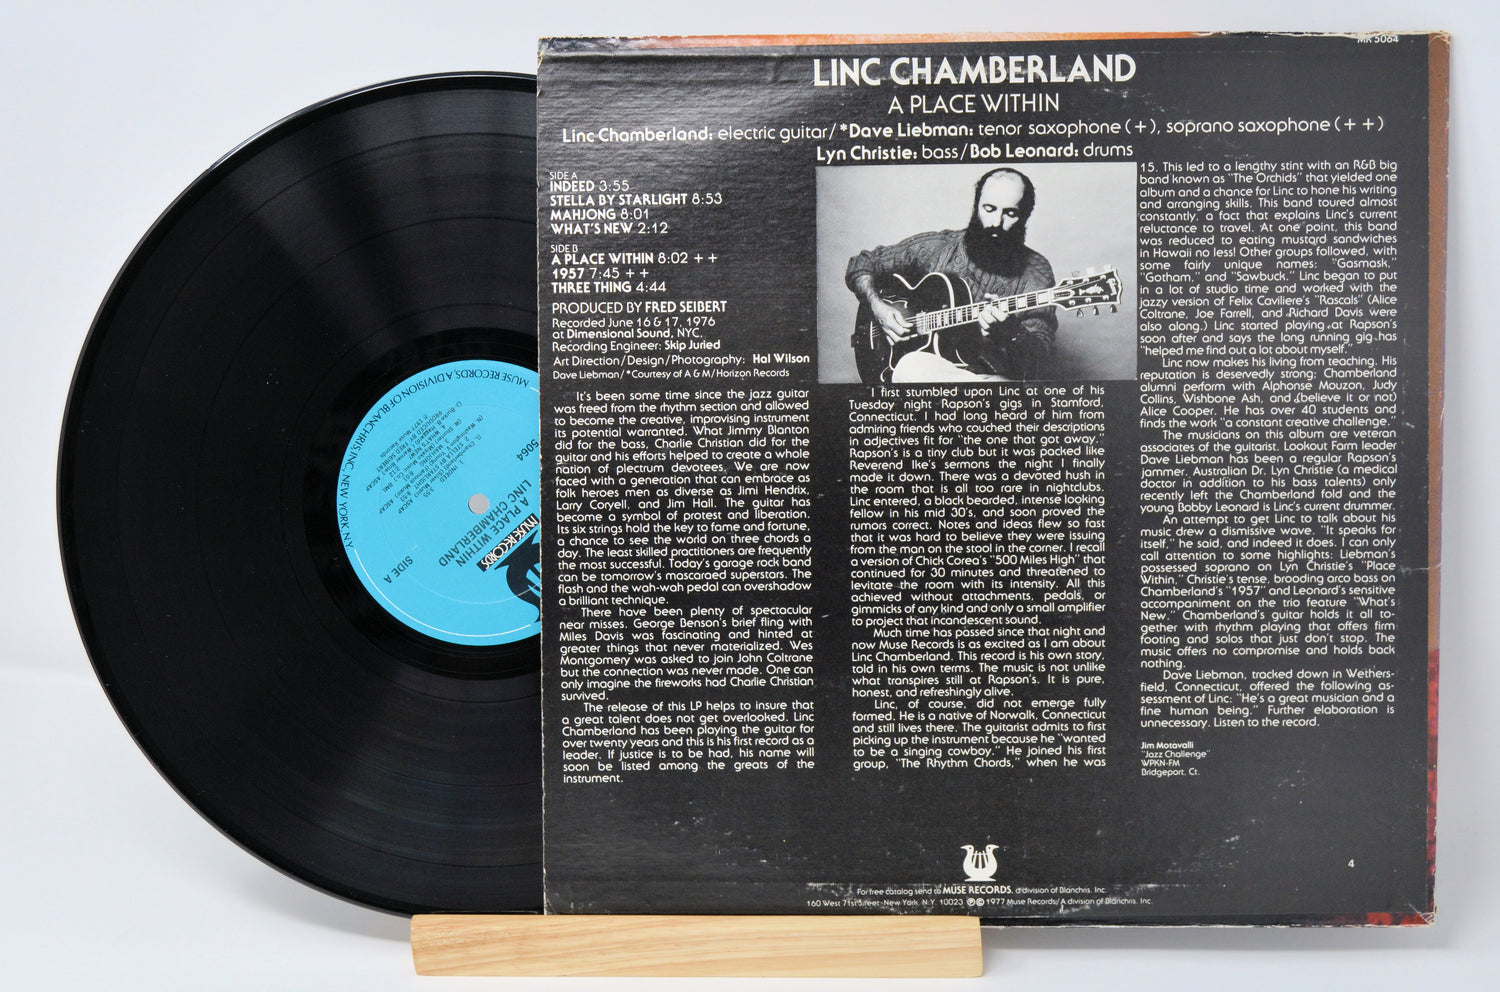 MR 5064
LINC CHAMBERLAND
A PLACE WITHIN
Linc Chamberland: electric guitar/*Dave Liebman: tenor saxophone (+), soprano saxophone (+ +)
Lyn Christie: bass/Bob Leonard: drums
SIDE A
INDEED 3:55
STELLA BY STARLIGHT 8:53
MAHJONG 8:01
WHAT'S NEW 2:12
SIDE B
A PLACE WITHIN 8:02 + +
1957 7:45 + +
THREE THING 4:44
PRODUCED BY FRED SEIBERT
Recorded June 16 & 17, 1976
at Dimensional Sound, NYC.
Recording Engineer: Skip Juried
Art Direction/Design/Photography: Hal Wilson
Dave Liebman/*Courtesy of A & M/Horizon Records
It's been some time since the jazz guitar
was freed from the rhythm section and allowed
to become the creative, improvising instrument
its potential warranted. What Jimmy Blanton
did for the bass, Charlie Christian did for the
guitar and his efforts helped to create a whole
nation of plectrum devotees. We are now
faced with a generation that can embrace as
folk heroes men as diverse as Jimi Hendrix,
Larry Coryell, and Jim Hall. The guitar has
become a symbol of protest and liberation.
Its six strings hold the key to fame and fortune,
a chance to see the world on three chords a
day. The least skilled practitioners are frequently
the most successful. Today's garage rock band
can be tomorrow's mascaraed superstars. The
flash and the wah-wah pedal can overshadow
a brilliant technique.
There have been plenty of spectacular
near misses. George Benson's brief fling with
Miles Davis was fascinating and hinted at
greater things that never materialized. Wes
Montgomery was asked to join John Coltrane
but the connection was never made. One can
only imagine the fireworks had Charlie Christian
survived.
The release of this LP helps to insure that
a great talent does not get overlooked. Linc
Chamberland has been playing the guitar for
over twenty years and this is his first record as a
leader. If justice is to be had, his name will
soon be listed among the greats of the
instrument.
I first stumbled upon Linc at one of his
Tuesday night Rapson's gigs in Stamford,
Connecticut. I had long heard of him from
admiring friends who couched their descriptions
in adjectives fit for "the one that got away."
Rapson's is a tiny club but it was packed like
Reverend Ike's sermons the night I finally
made it down. There was a devoted hush in
the room that is all too rare in nightclubs.
Linc entered, a black bearded, intense looking
fellow in his mid 30's, and soon proved the
rumors correct. Notes and ideas flew so fast
that it was hard to believe they were issuing
from the man on the stool in the corner. I recall
a version of Chick Corea's "500 Miles High" that
continued for 30 minutes and threatened to
levitate the room with its intensity. All this
achieved without attachments, pedals, or
gimmicks of any kind and only a small amplifier
to project that incandescent sound.
Much time has passed since that night and
now Muse Records is as excited as I am about
Linc Chamberland. This record is his own story,
told in his own terms. The music is not unlike
what transpires still at Rapson's. It is pure,
honest, and refreshingly alive.
Linc, of course, did not emerge fully
formed. He is a native of Norwalk, Connecticut
and still lives there. The guitarist admits to first
picking up the instrument because he "wanted
to be a singing cowboy." He joined his first
group, "The Rhythm Chords," when he was
15. This led to a lengthy stint with an R&B big
band known as "The Orchids" that yielded one
album and a chance for Linc to hone his writing
and arranging skills. This band toured almost
constantly, a fact that explains Linc's current
reluctance to travel. At one point, this band
was reduced to eating mustard sandwiches
in Hawaii no less! Other groups followed, with
some fairly unique names: "Gasmask,"
"Gotham," and "Sawbuck." Linc began to put
in a lot of studio time and worked with the
jazzy version of Felix Caviliere's "Rascals" (Alice
Coltrane, Joe Farrell, and Richard Davis were
also along.) Linc started playing at Rapson's
soon after and says the long running gig has
"helped me find out a lot about myself."
Linc now makes his living from teaching. His
reputation is deservedly strong; Chamberland
alumni perform with Alphonse Mouzon, Judy
Collins, Wishbone Ash, and (believe it or not)
Alice Cooper. He has over 40 students and
finds the work "a constant creative challenge."
The musicians on this album are veteran
associates of the guitarist. Lookout Farm leader
Dave Liebman has been a regular Rapson's
jammer. Australian Dr. Lyn Christie (a medical
doctor in addition to his bass talents) only
recently left the Chamberland fold and the
young Bobby Leonard is Linc's current drummer.
An attempt to get Linc to talk about his
music drew a dismissive wave. "It speaks for
itself," he said, and indeed it does. I can only
call attention to some highlights: Liebman's
possessed soprano on Lyn Christie's "Place
Within," Christie's tense, brooding arco bass on
Chamberland's "1957" and Leonard's sensitive
accompaniment on the trio feature "What's
New." Chamberland's guitar holds it all to-
gether with rhythm playing that offers firm
footing and solos that just don't stop. The
music offers no compromise and holds back
nothing.
Dave Liebman, tracked down in Wethers-
field, Connecticut, offered the following as-
sessment of Linc: "He's a great musician and a
fine human being." Further elaboration is
unnecessary. Listen to the record.
Jim Motavalli
"Jazz Challenge"
WPKN-FM
Bridgeport, Ct.
4
For free catalog send to MUSE RECORDS, a division of Blanchris, Inc.
160 West 71st Street-New York, N.Y. 10023 ℗© 1977 Muse Records/A division of Blanchris, Inc.
MUSE RECORDS
A PLACE WITHIN
LINC CHAMBERLAND
SIDE A
5064
MUSE RECORDS, A DIVISION OF BLANCHRIS INC., NEW YORK, N.Y.